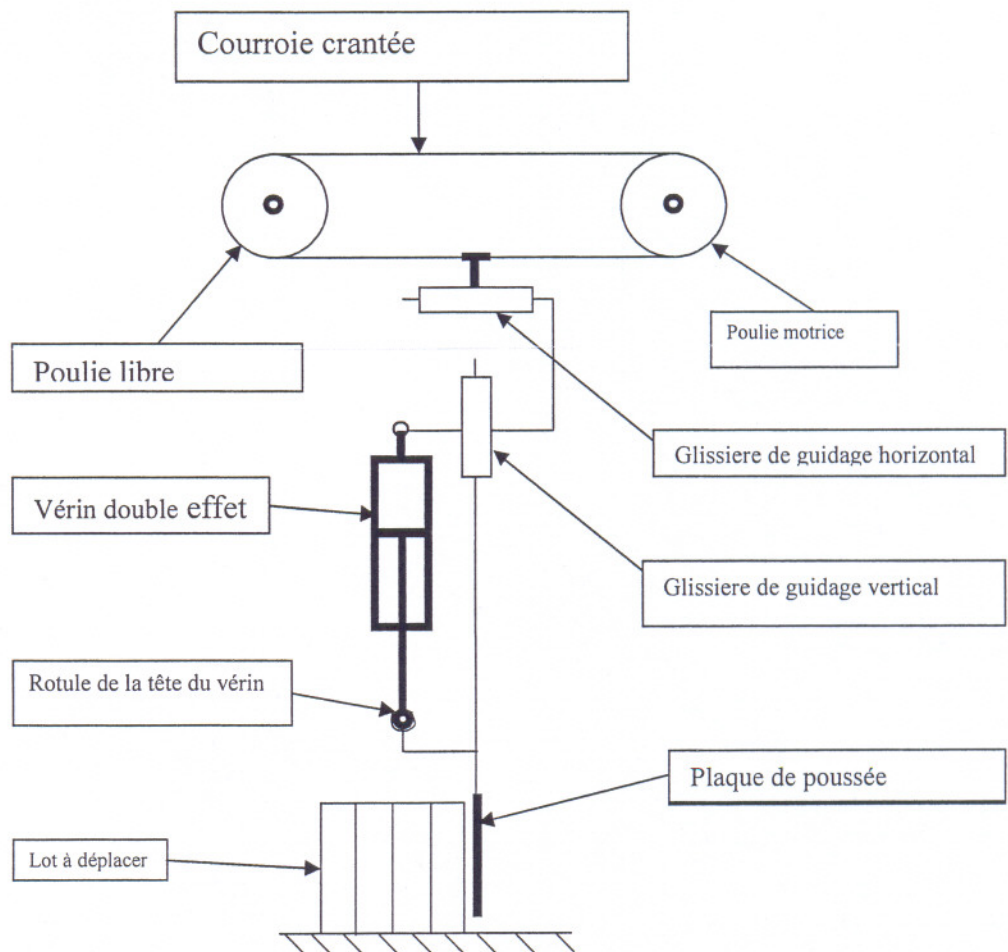 Courroie crantée
Poulie libre
Poulie motrice
Glissiere de guidage horizontal
Vérin double effet
Glissiere de guidage vertical
Rotule de la tête du vérin
Plaque de poussée
Lot à déplacer